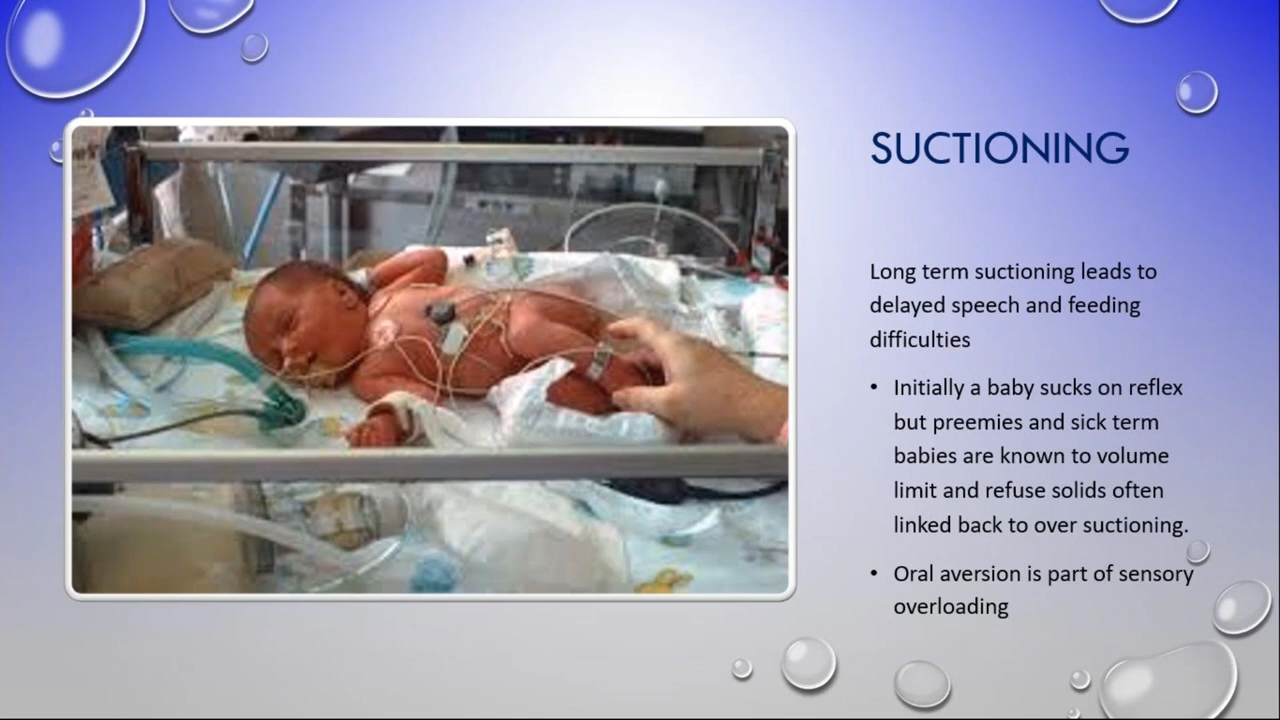 SUCTIONING
Long term suctioning leads to
delayed speech and feeding
difficulties
• Initially a baby sucks on reflex
but preemies and sick term
babies are known to volume
limit and refuse solids often
linked back to over suctioning.
• Oral aversion is part of sensory
overloading